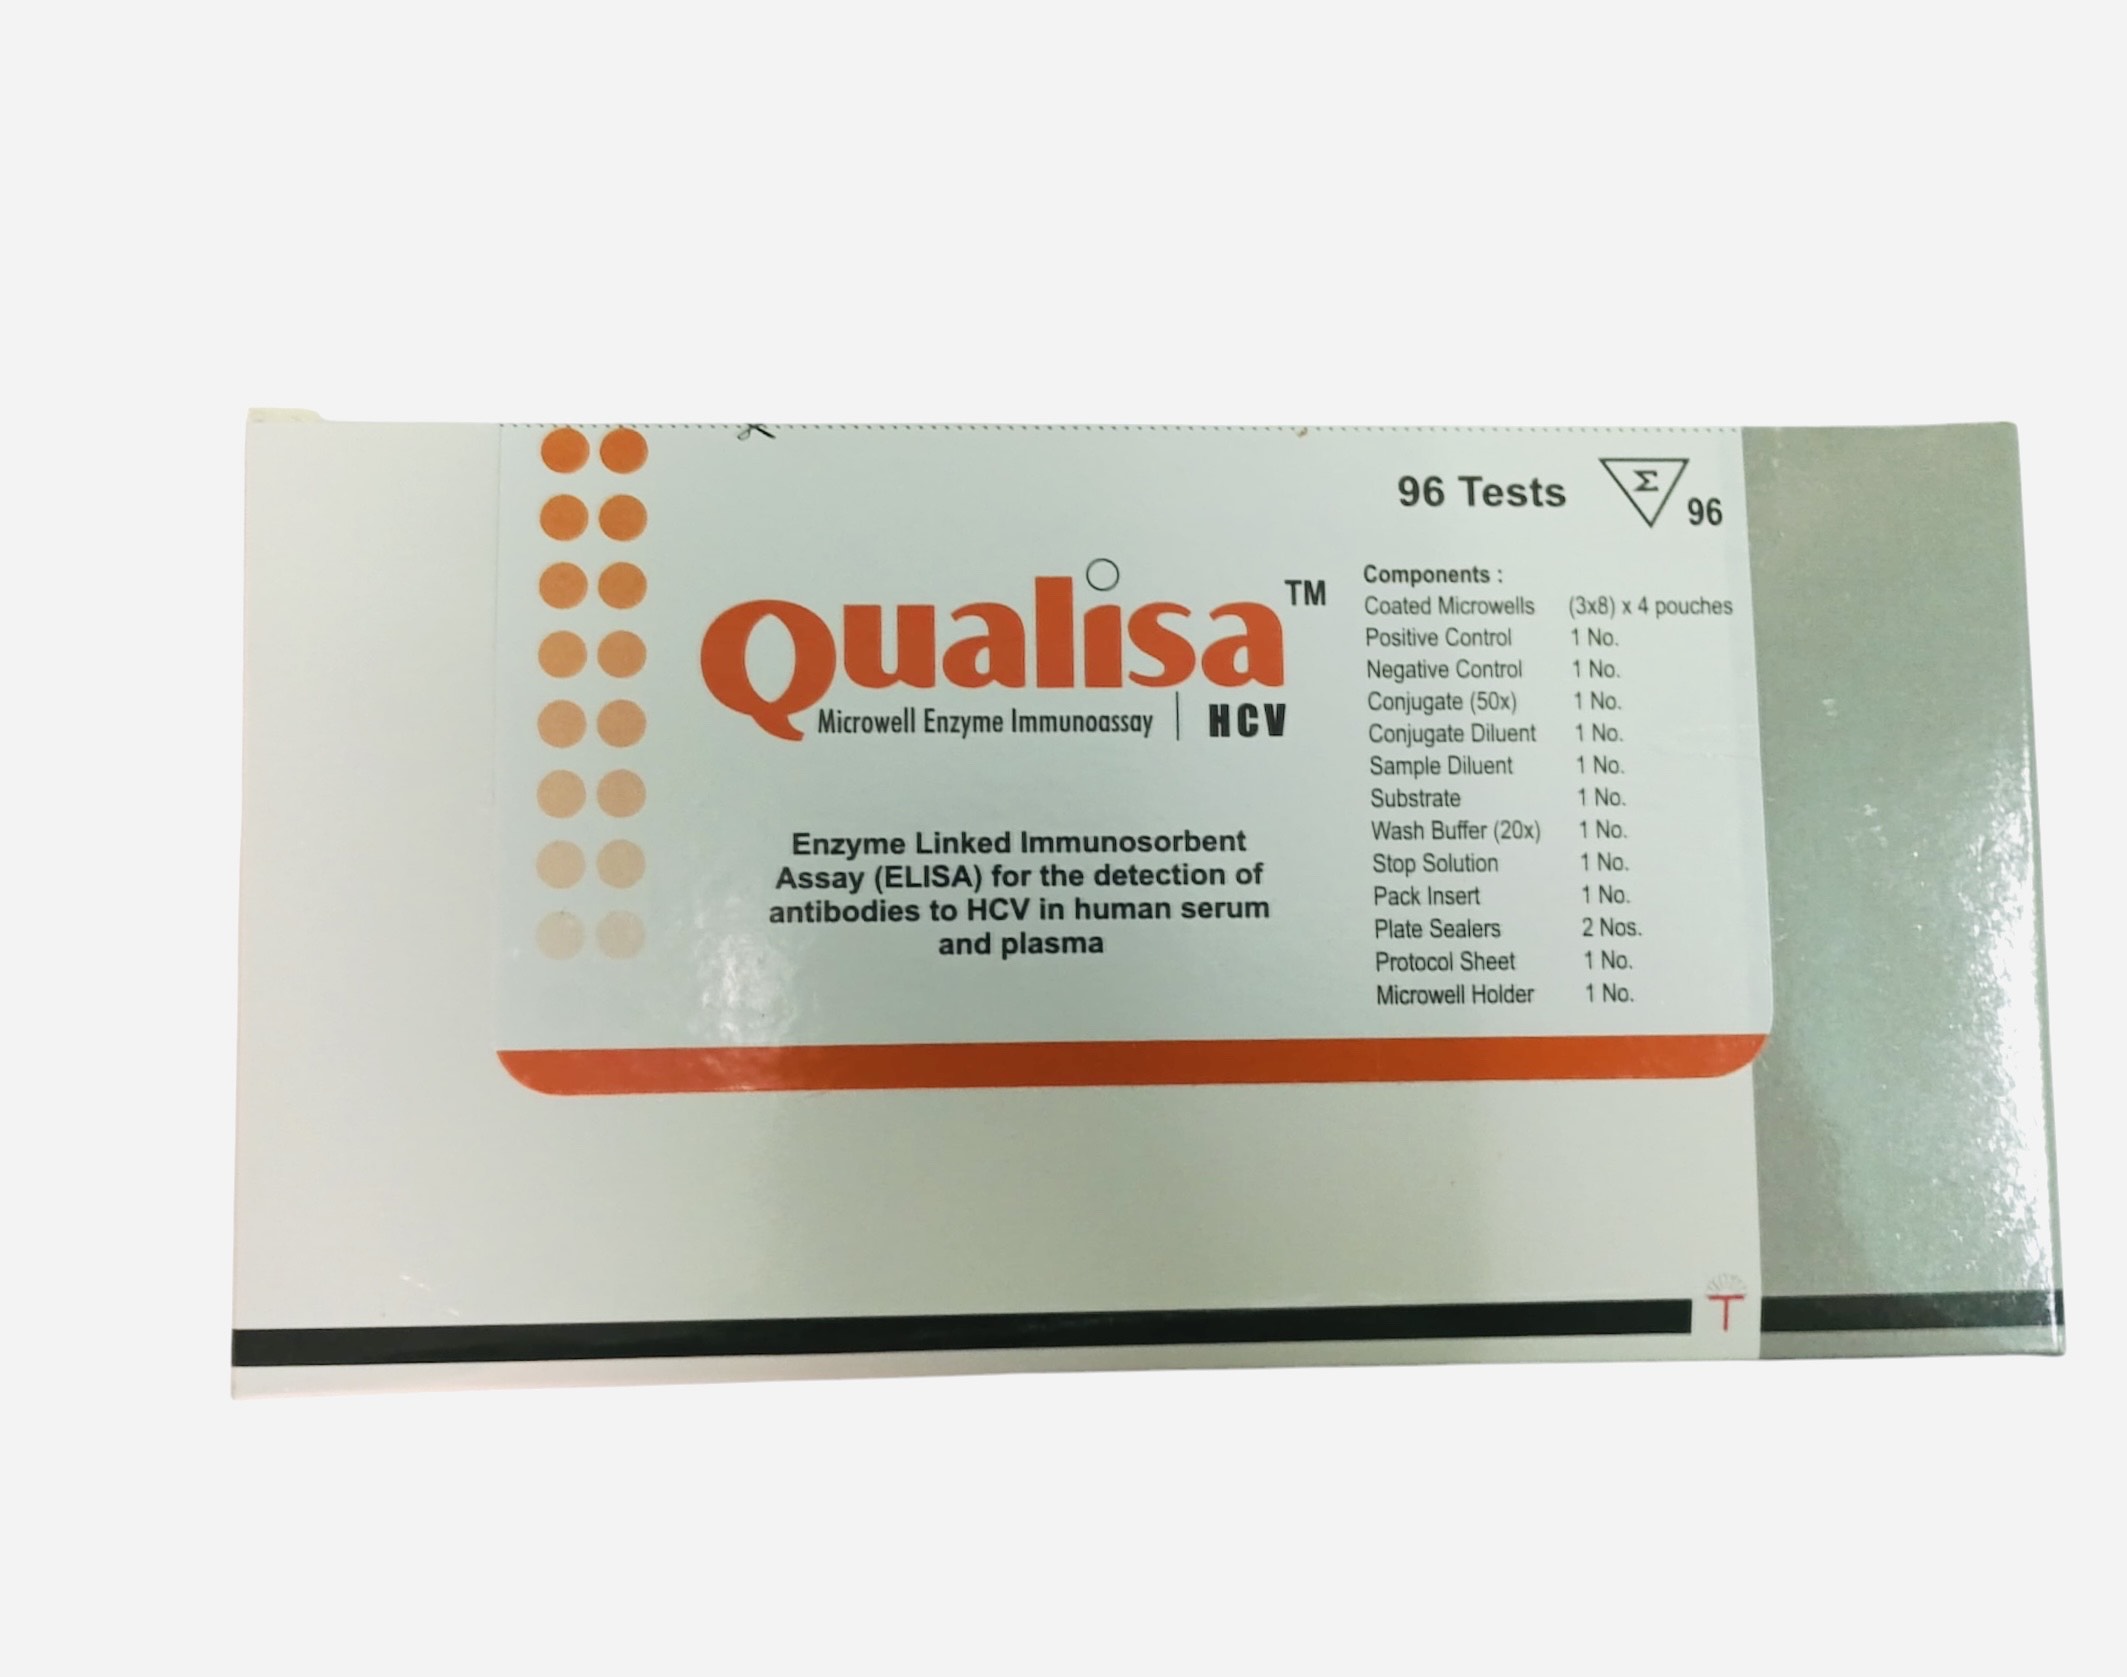 96 Tests Σ 96
Qualisa™
Microwell Enzyme Immunoassay | HCV
Enzyme Linked Immunosorbent
Assay (ELISA) for the detection of
antibodies to HCV in human serum
and plasma
Components :
Coated Microwells (3x8) x 4 pouches
Positive Control 1 No.
Negative Control 1 No.
Conjugate (50x) 1 No.
Conjugate Diluent 1 No.
Sample Diluent 1 No.
Substrate 1 No.
Wash Buffer (20x) 1 No.
Stop Solution 1 No.
Pack Insert 1 No.
Plate Sealers 2 Nos.
Protocol Sheet 1 No.
Microwell Holder 1 No.
T